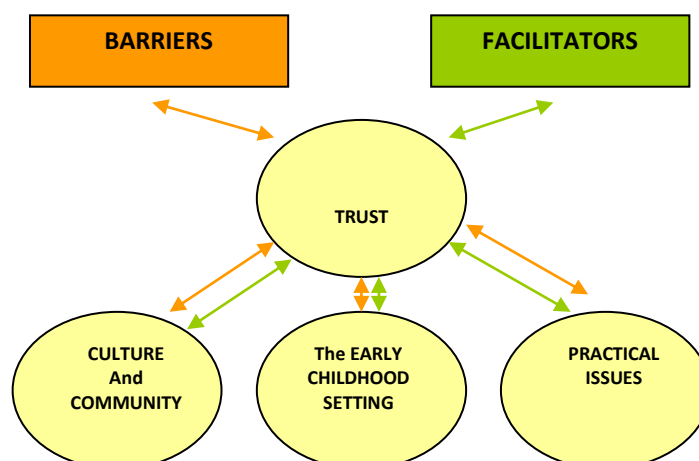 BARRIERS
FACILITATORS
TRUST
CULTURE
And
COMMUNITY
The EARLY
CHILDHOOD
SETTING
PRACTICAL
ISSUES